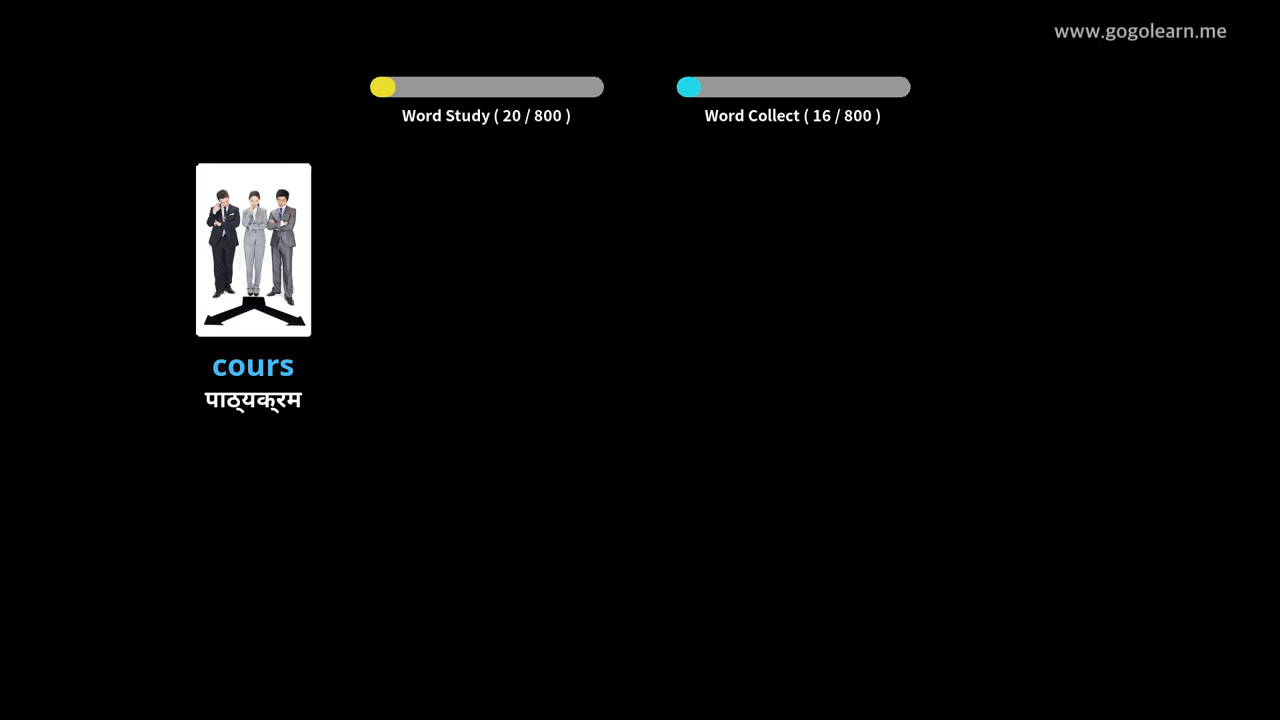 www.gogolearn.me
Word Study ( 20 / 800 )
Word Collect ( 16 / 800 )
cours
पाठ्यक्रम